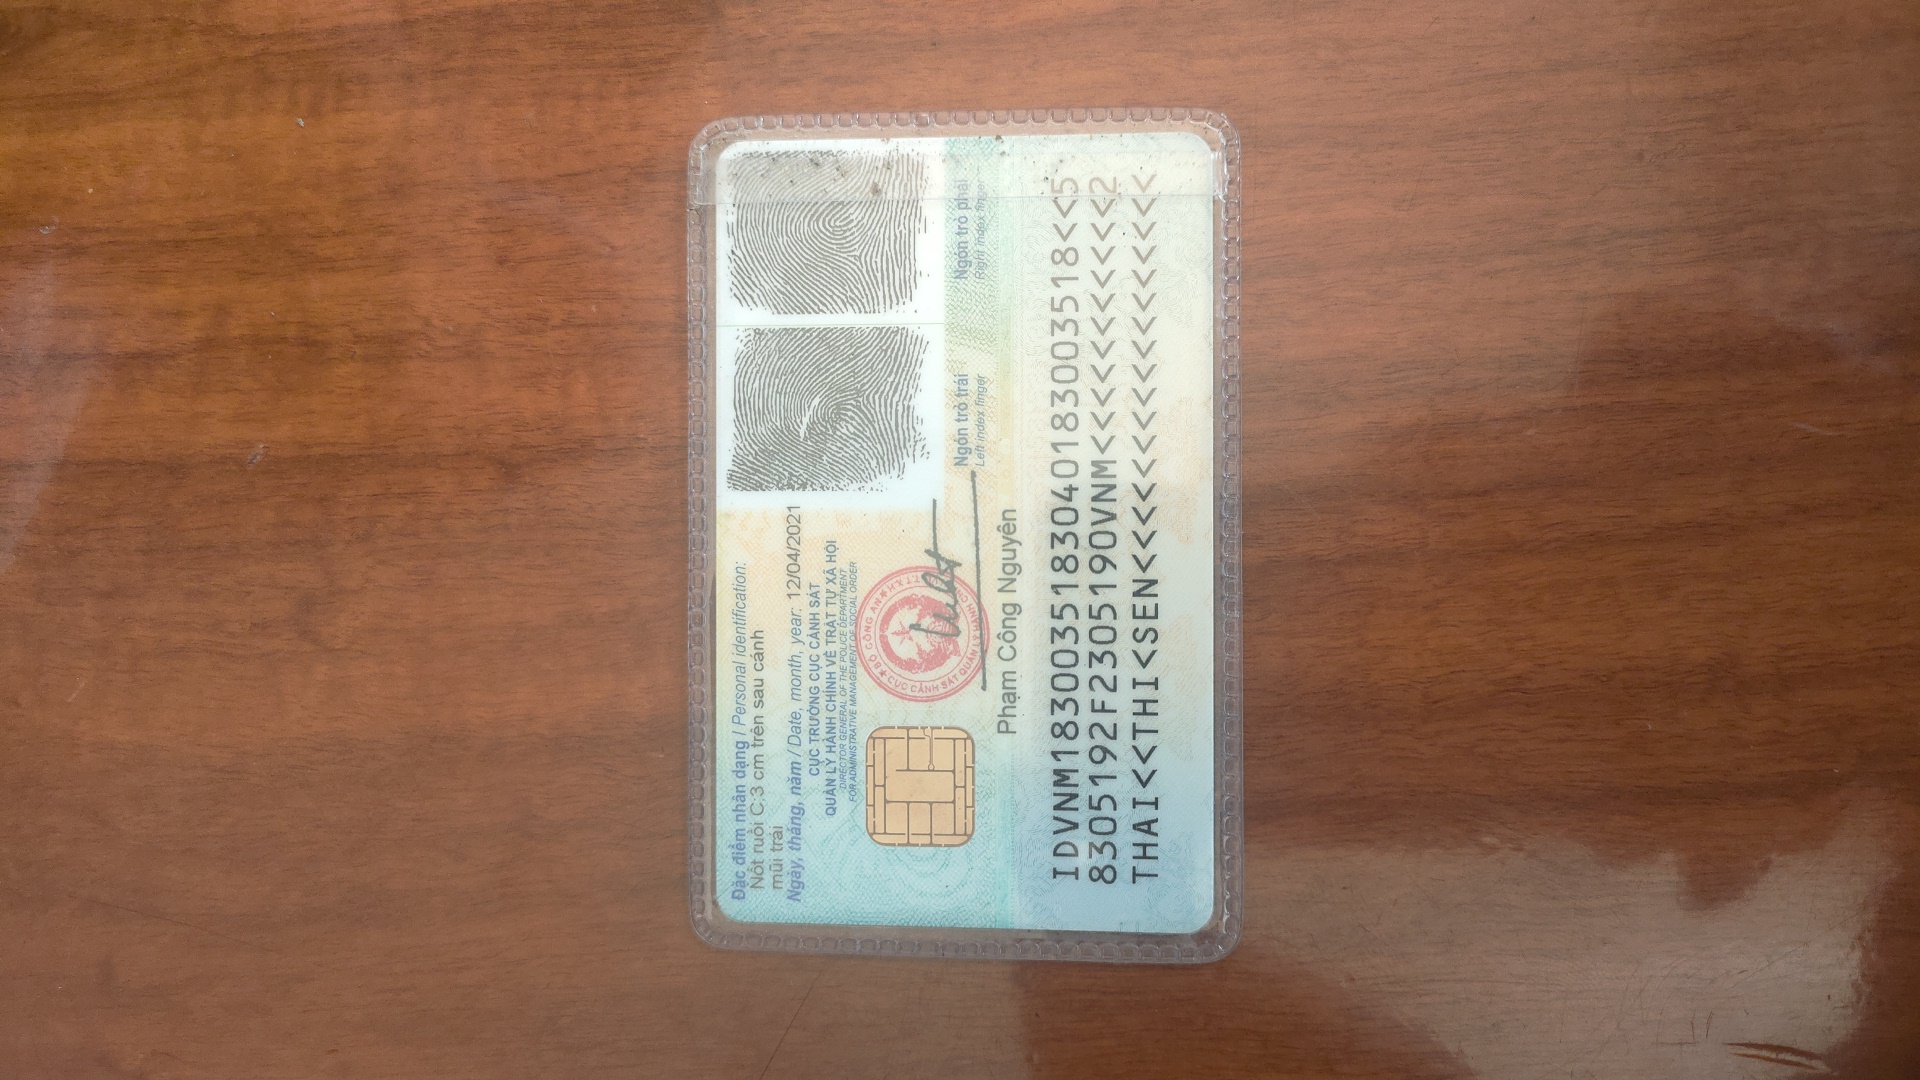 Đặc điểm nhân dạng / Personal identification:
Nốt ruồi C.3 cm trên sau cánh
mũi trái
Ngày, tháng, năm / Date, month, year: 12/04/2021
CỤC TRƯỞNG CỤC CẢNH SÁT
QUẢN LÝ HÀNH CHÍNH VỀ TRẬT TỰ XÃ HỘI
DIRECTOR GENERAL OF THE POLICE DEPARTMENT
FOR ADMINISTRATIVE MANAGEMENT OF SOCIAL ORDER
BỘ CÔNG AN
CỤC CẢNH SÁT QUẢN LÝ HÀNH CHÍNH
Ngón trỏ trái
Left index finger
Ngón trỏ phải
Right index finger
Phạm Công Nguyên
IDVNM1830035183040183003518<<5
8305192F2305190VNM<<<<<<<<<<<2
THAI<<THI<SEN<<<<<<<<<<<<<<<<<